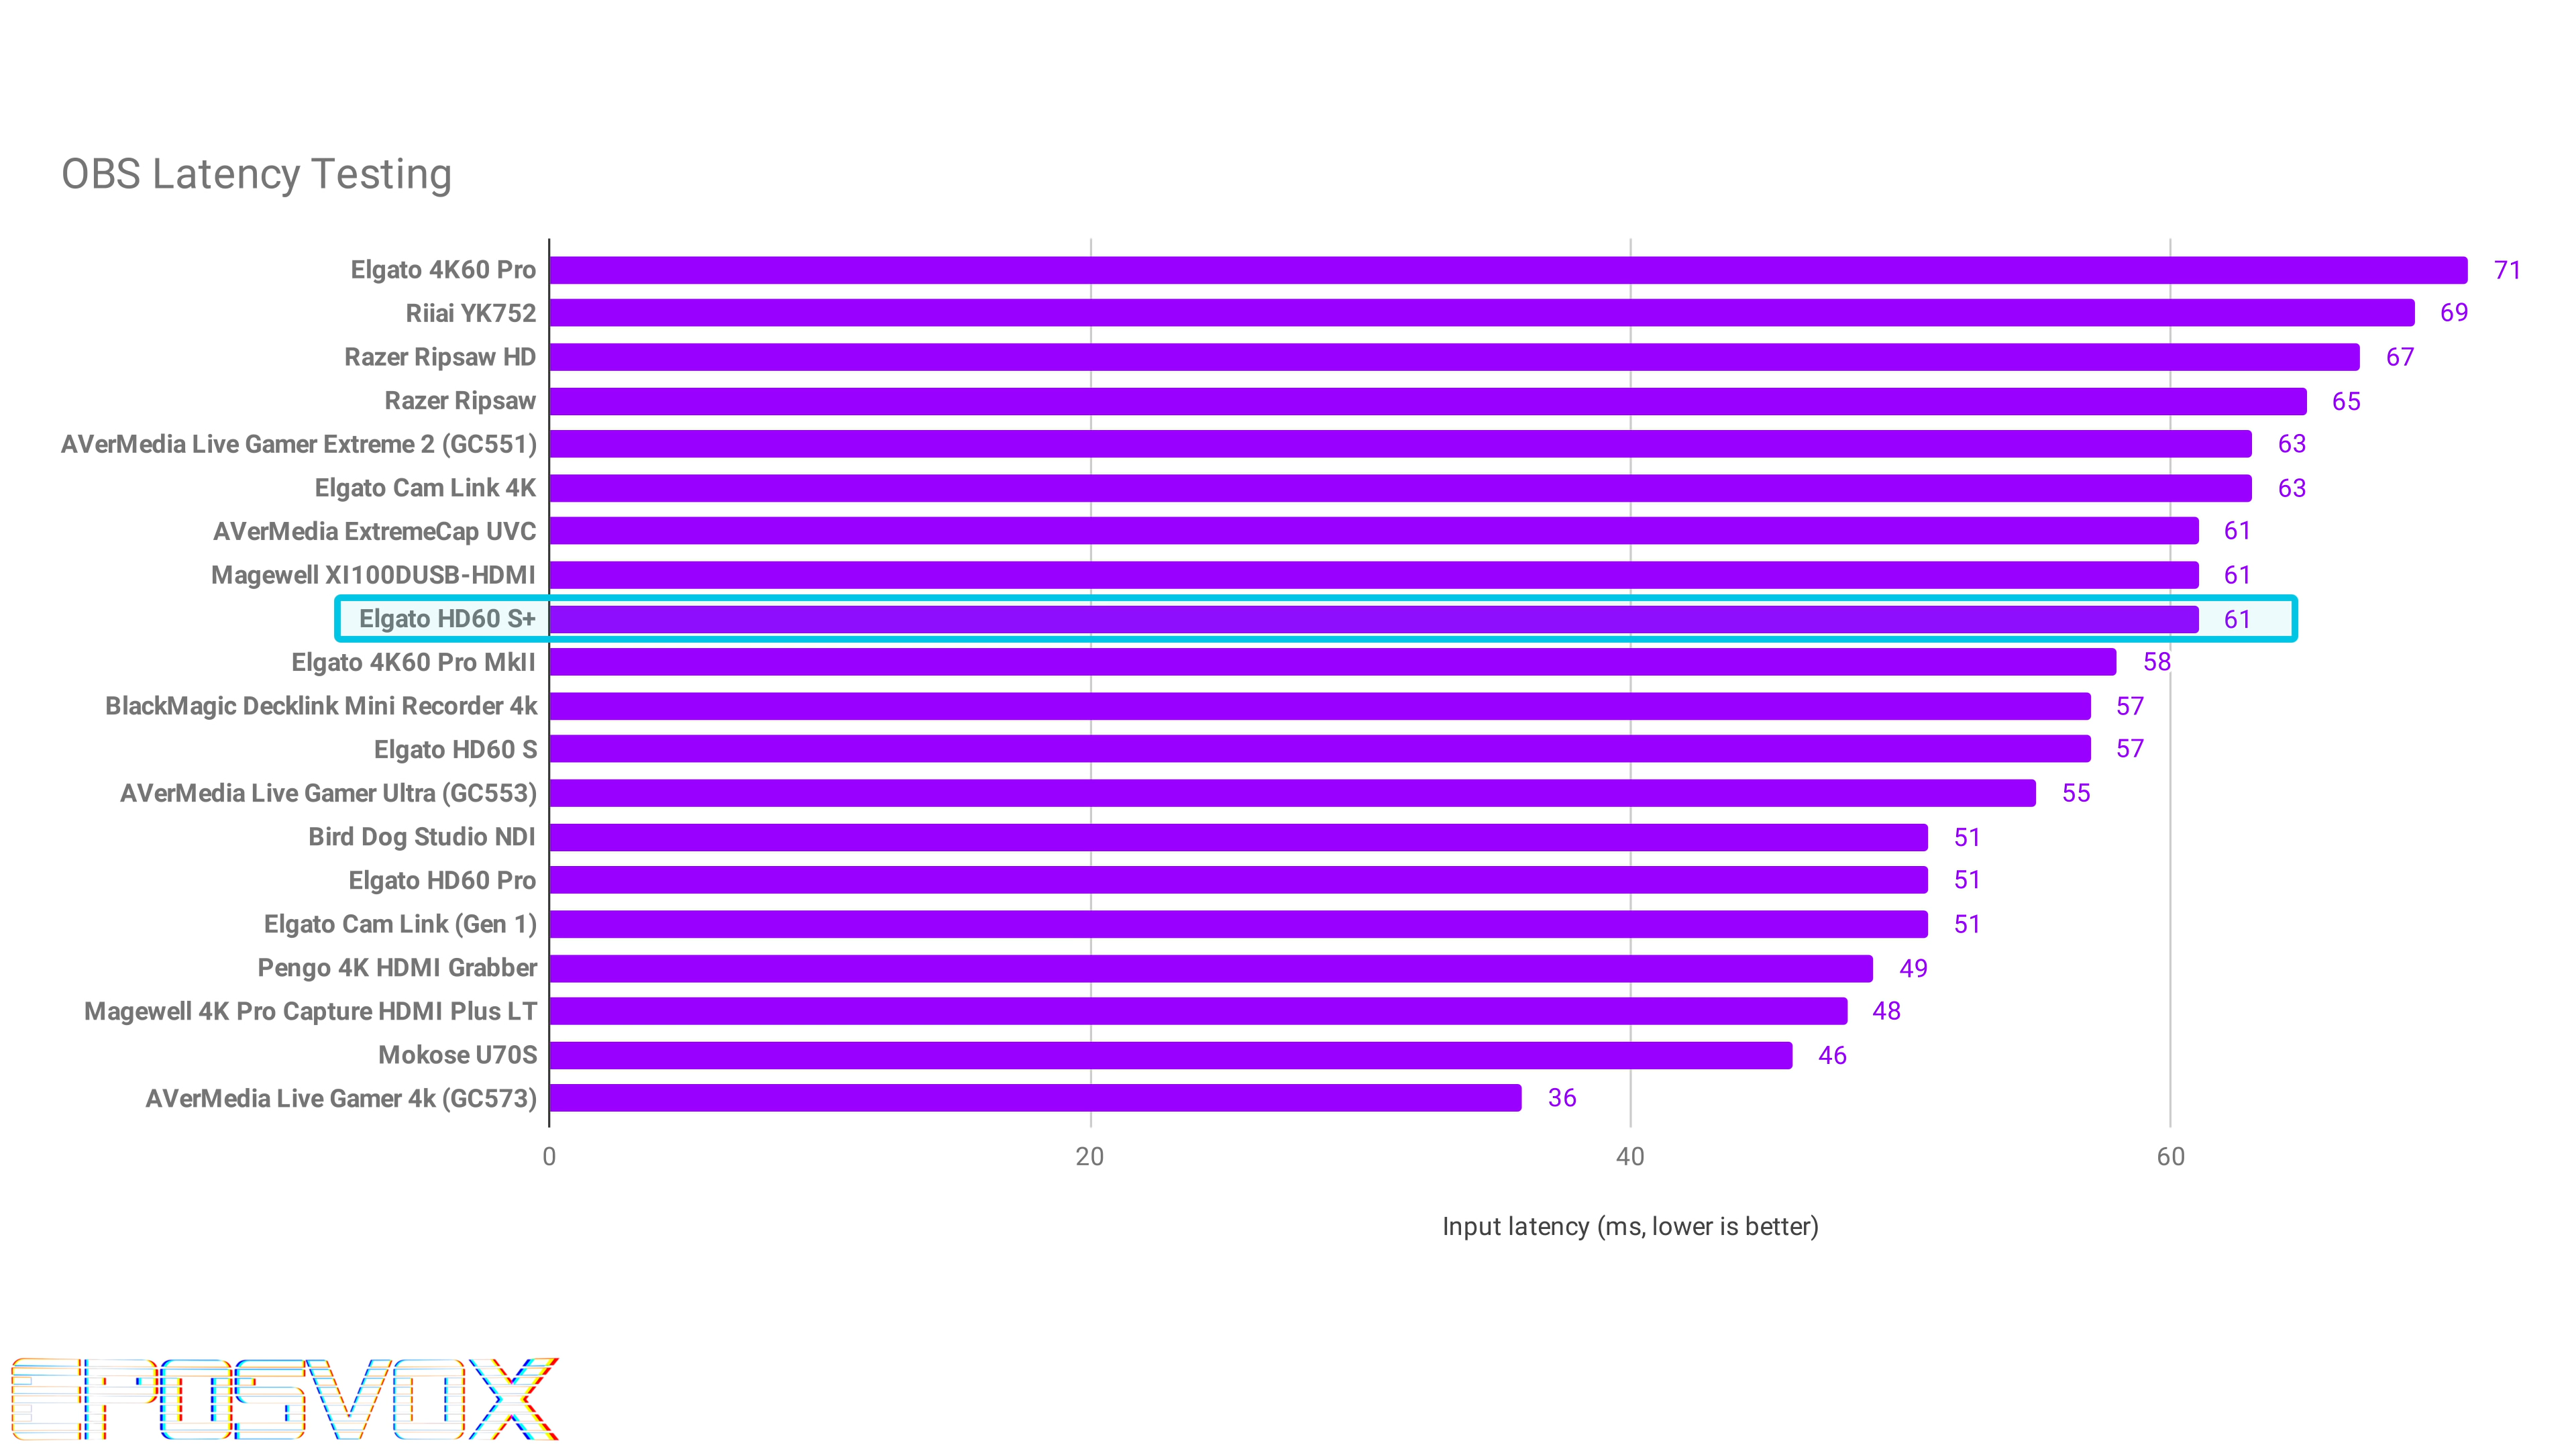 OBS Latency Testing
Elgato 4K60 Pro 71
Riiai YK752 69
Razer Ripsaw HD 67
Razer Ripsaw 65
AVerMedia Live Gamer Extreme 2 (GC551) 63
Elgato Cam Link 4K 63
AVerMedia ExtremeCap UVC 61
Magewell XI100DUSB-HDMI 61
Elgato HD60 S+ 61
Elgato 4K60 Pro MkII 58
BlackMagic Decklink Mini Recorder 4k 57
Elgato HD60 S 57
AVerMedia Live Gamer Ultra (GC553) 55
Bird Dog Studio NDI 51
Elgato HD60 Pro 51
Elgato Cam Link (Gen 1) 51
Pengo 4K HDMI Grabber 49
Magewell 4K Pro Capture HDMI Plus LT 48
Mokose U70S 46
AVerMedia Live Gamer 4k (GC573) 36
0 20 40 60
Input latency (ms, lower is better)
EPOSVOX